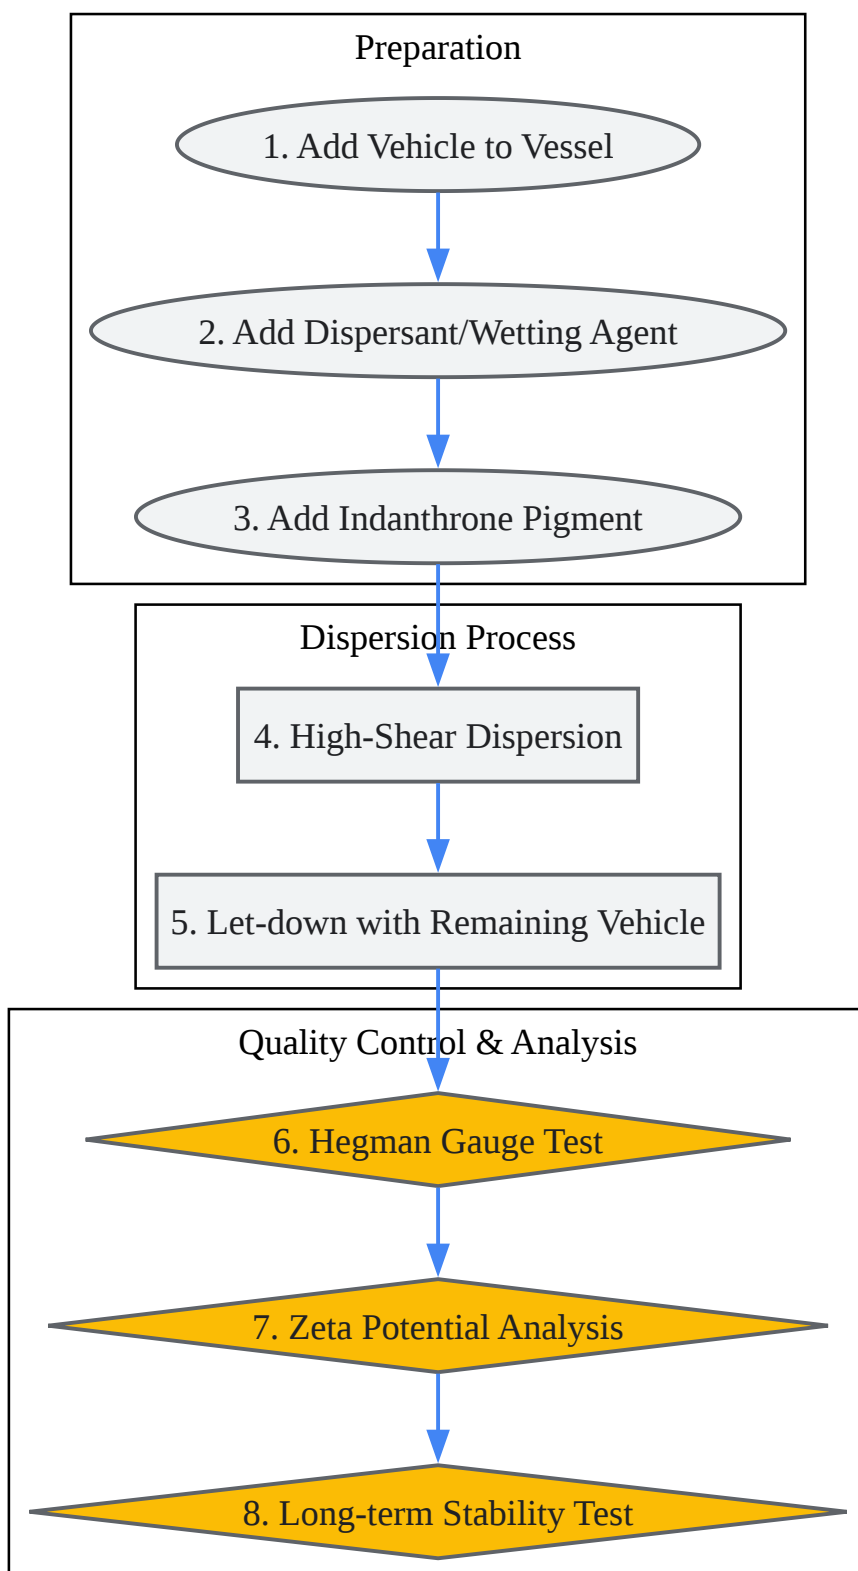 Preparation
1. Add Vehicle to Vessel
2. Add Dispersant/Wetting Agent
3. Add Indanthrone Pigment
Dispersion Process
4. High-Shear Dispersion
5. Let-down with Remaining Vehicle
Quality Control & Analysis
6. Hegman Gauge Test
7. Zeta Potential Analysis
8. Long-term Stability Test